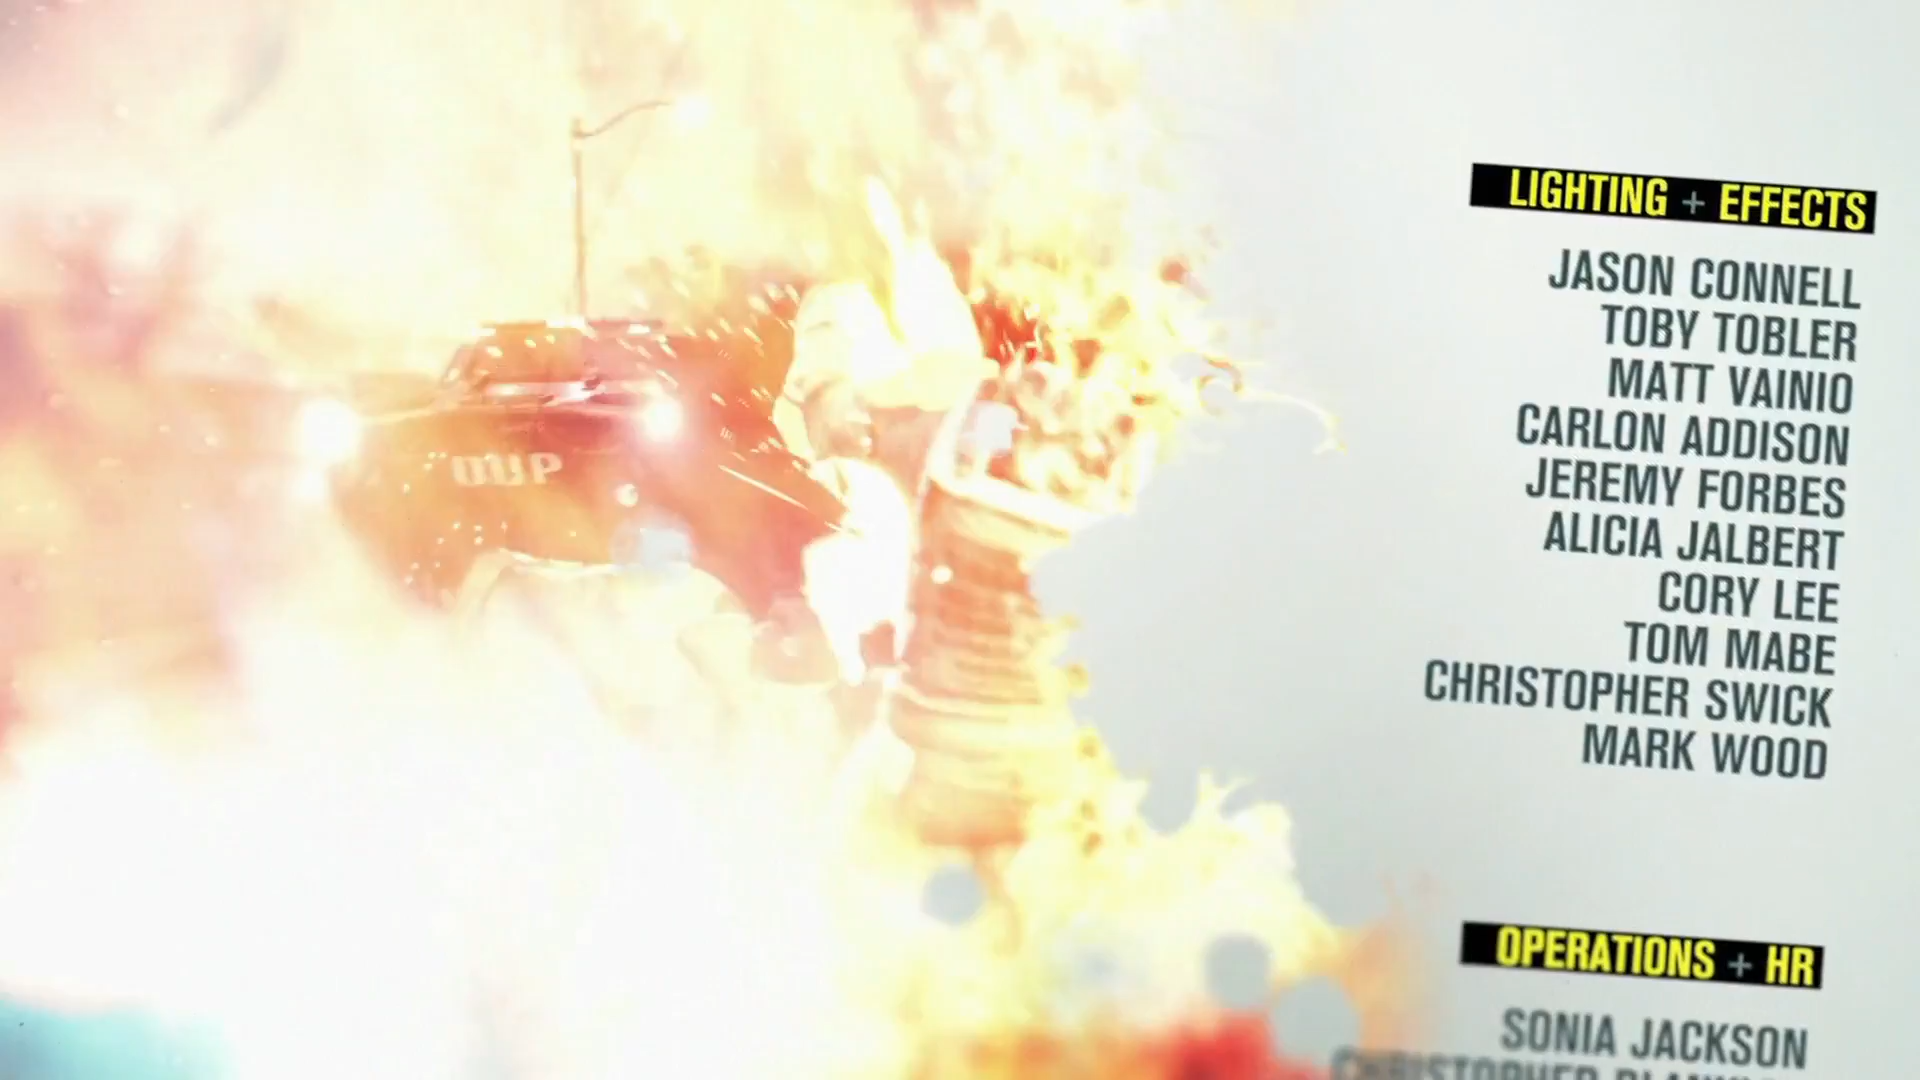 LIGHTING + EFFECTS
JASON CONNELL
TOBY TOBLER
MATT VAINIO
CARLON ADDISON
JEREMY FORBES
ALICIA JALBERT
CORY LEE
TOM MABE
CHRISTOPHER SWICK
MARK WOOD
OPERATIONS + HR
SONIA JACKSON
CHRISTOPHER